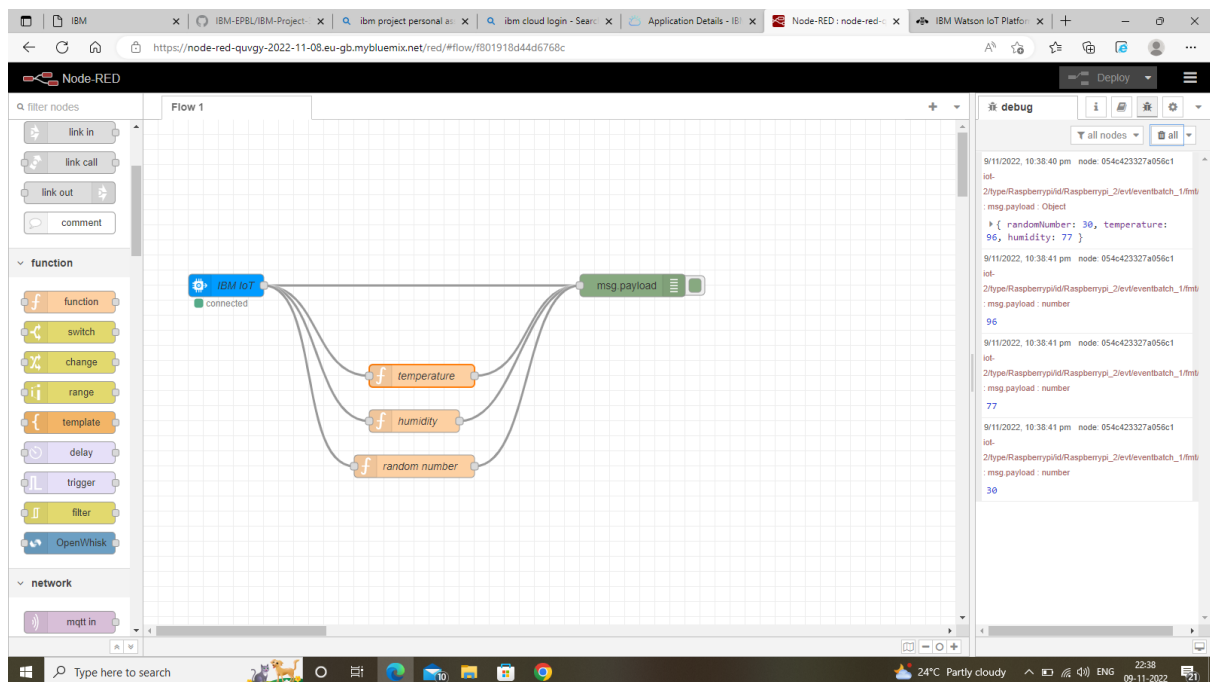 IBM
IBM-EPBL/IBM-Project-
ibm project personal as
ibm cloud login - Searc
Application Details - IB
Node-RED : node-red-
IBM Watson IoT Platfor
https://node-red-quvgy-2022-11-08.eu-gb.mybluemix.net/red/#flow/f801918d44d6768c
Node-RED
Deploy
filter nodes
link in
link call
link out
comment
function
function
switch
change
range
template
delay
trigger
filter
OpenWhisk
network
mqtt in
Flow 1
IBM IoT
connected
msg.payload
temperature
humidity
random number
debug
all nodes
all
9/11/2022, 10:38:40 pm node: 054c423327a056c1
iot-
2/type/Raspberrypi/id/Raspberrypi_2/evt/eventbatch_1/fmt/
: msg.payload : Object
{ randomNumber: 30, temperature:
96, humidity: 77 }
9/11/2022, 10:38:41 pm node: 054c423327a056c1
iot-
2/type/Raspberrypi/id/Raspberrypi_2/evt/eventbatch_1/fmt/
: msg.payload : number
96
9/11/2022, 10:38:41 pm node: 054c423327a056c1
iot-
2/type/Raspberrypi/id/Raspberrypi_2/evt/eventbatch_1/fmt/
: msg.payload : number
77
9/11/2022, 10:38:41 pm node: 054c423327a056c1
iot-
2/type/Raspberrypi/id/Raspberrypi_2/evt/eventbatch_1/fmt/
: msg.payload : number
30
Type here to search
10
24°C Partly cloudy
ENG
22:38
09-11-2022
21